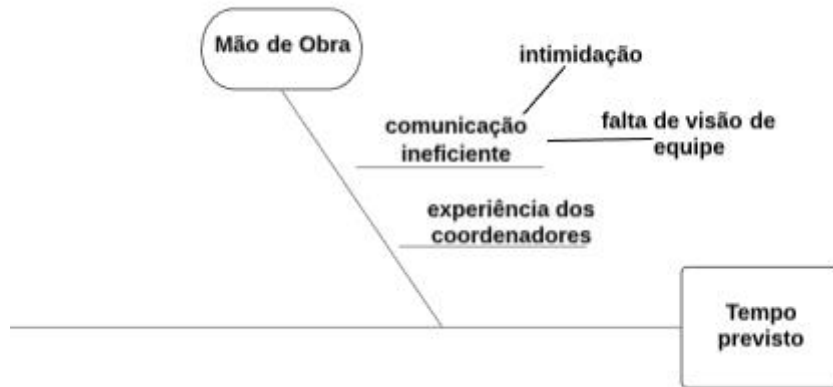 Mão de Obra
intimidação
comunicação
ineficiente
falta de visão de
equipe
experiência dos
coordenadores
Tempo
previsto